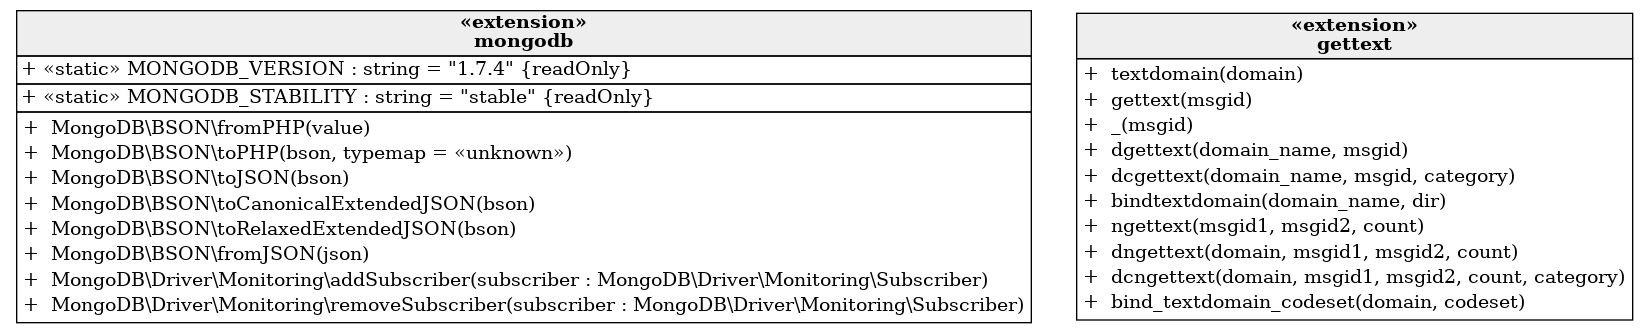 «extension»
mongodb
+ «static» MONGODB_VERSION : string = "1.7.4" {readOnly}
+ «static» MONGODB_STABILITY : string = "stable" {readOnly}
+ MongoDB\BSON\fromPHP(value)
+ MongoDB\BSON\toPHP(bson, typemap = «unknown»)
+ MongoDB\BSON\toJSON(bson)
+ MongoDB\BSON\toCanonicalExtendedJSON(bson)
+ MongoDB\BSON\toRelaxedExtendedJSON(bson)
+ MongoDB\BSON\fromJSON(json)
+ MongoDB\Driver\Monitoring\addSubscriber(subscriber : MongoDB\Driver\Monitoring\Subscriber)
+ MongoDB\Driver\Monitoring\removeSubscriber(subscriber : MongoDB\Driver\Monitoring\Subscriber)
«extension»
gettext
+ textdomain(domain)
+ gettext(msgid)
+ _(msgid)
+ dgettext(domain_name, msgid)
+ dcgettext(domain_name, msgid, category)
+ bindtextdomain(domain_name, dir)
+ ngettext(msgid1, msgid2, count)
+ dngettext(domain, msgid1, msgid2, count)
+ dcngettext(domain, msgid1, msgid2, count, category)
+ bind_textdomain_codeset(domain, codeset)